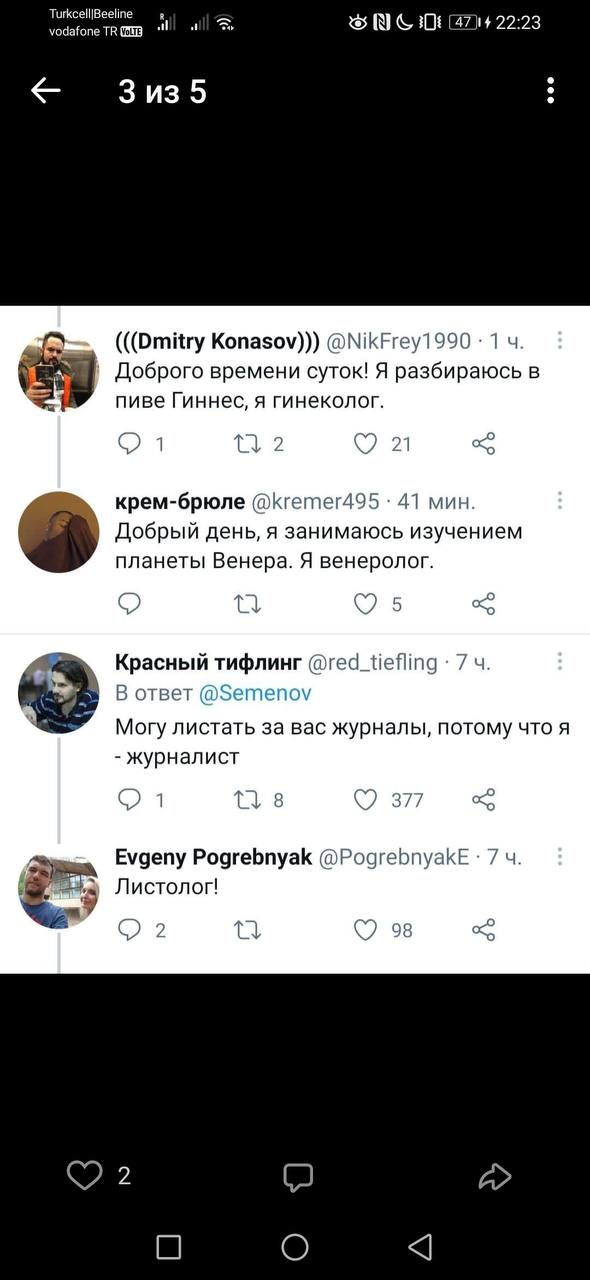 Turkcell|Beeline
vodafone TR VoLTE
R
47
22:23
3 из 5
(((Dmitry Konasov))) @NikFrey1990 · 1 ч.
Доброго времени суток! Я разбираюсь в
пиве Гиннес, я гинеколог.
1 2 21
крем-брюле @kremer495 · 41 мин.
Добрый день, я занимаюсь изучением
планеты Венера. Я венеролог.
5
Красный тифлинг @red_tiefling · 7 ч.
В ответ @Semenov
Могу листать за вас журналы, потому что я
- журналист
1 8 377
Evgeny Pogrebnyak @PogrebnyakE · 7 ч.
Листолог!
2 98
2